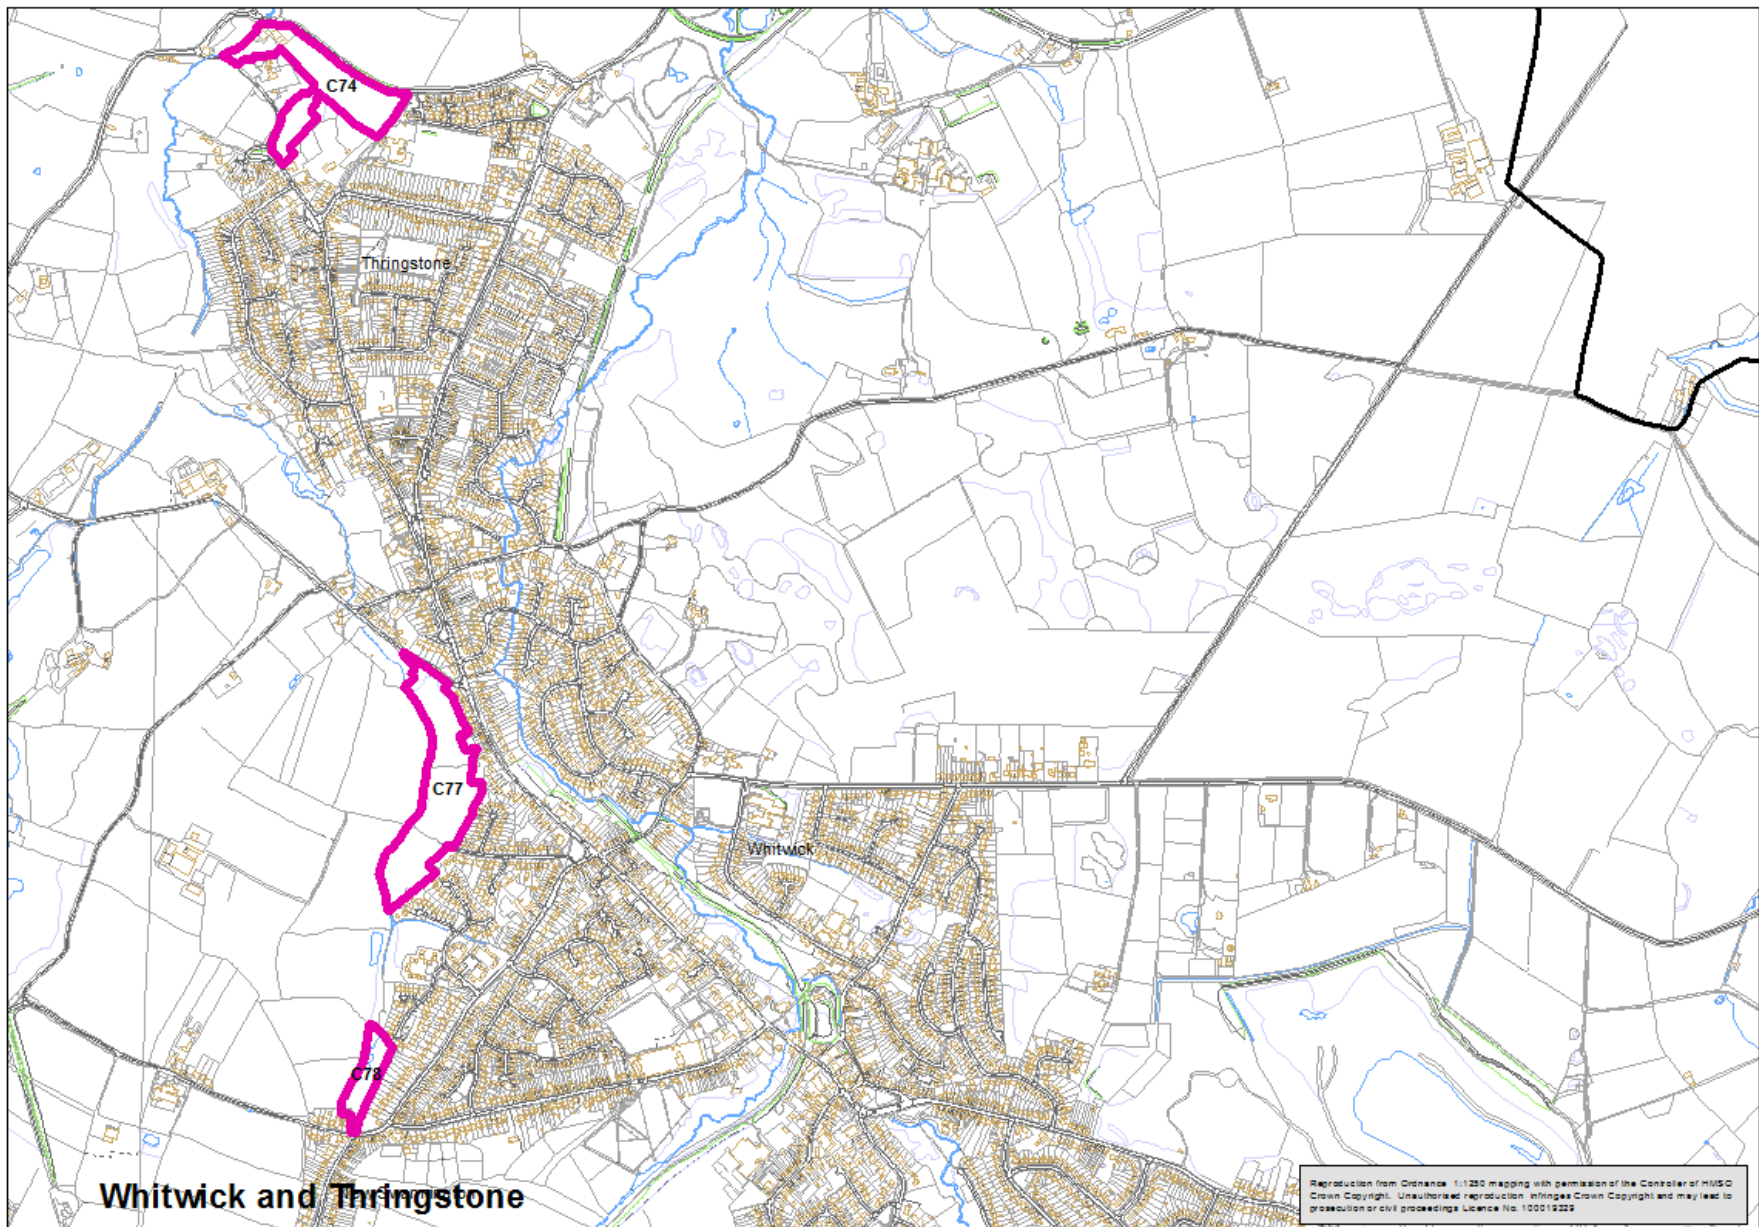 C74
Thringstone
C77
Whitwick
C78
New Swannington
Whitwick and Thringstone
Reproduction from Ordnance 1:1250 mapping with permission of the Controller of HMSO
Crown Copyright. Unauthorised reproduction infringes Crown Copyright and may lead to
prosecution or civil proceedings Licence No. 100019329